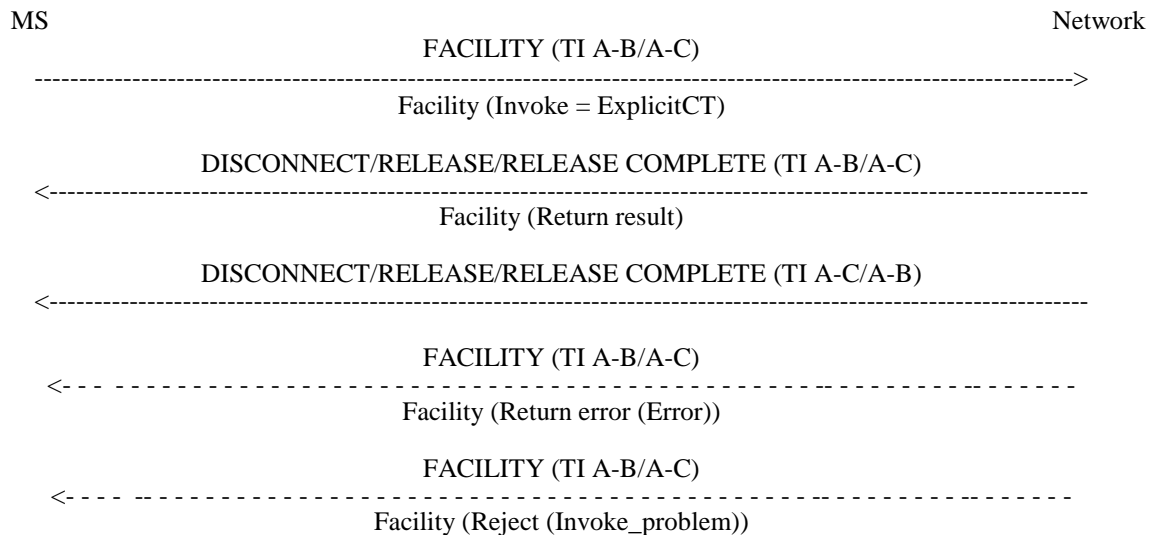 MS Network
FACILITY (TI A-B/A-C)
Facility (Invoke = ExplicitCT)
DISCONNECT/RELEASE/RELEASE COMPLETE (TI A-B/A-C)
Facility (Return result)
DISCONNECT/RELEASE/RELEASE COMPLETE (TI A-C/A-B)
FACILITY (TI A-B/A-C)
Facility (Return error (Error))
FACILITY (TI A-B/A-C)
Facility (Reject (Invoke_problem))